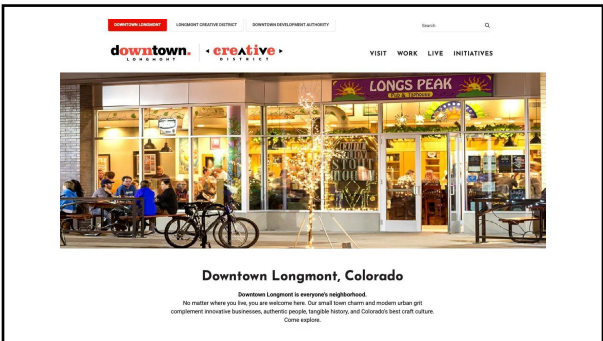 DOWNTOWN LONGMONT LONGMONT CREATIVE DISTRICT DOWNTOWN DEVELOPMENT AUTHORITY Search
downtown. creative
LONGMONT DISTRICT
VISIT WORK LIVE INITIATIVES
LONGS PEAK
Pub & Taphouse
Downtown Longmont, Colorado
Downtown Longmont is everyone's neighborhood.
No matter where you live, you are welcome here. Our small town charm and modern urban grit
complement innovative businesses, authentic people, tangible history, and Colorado's best craft culture.
Come explore.